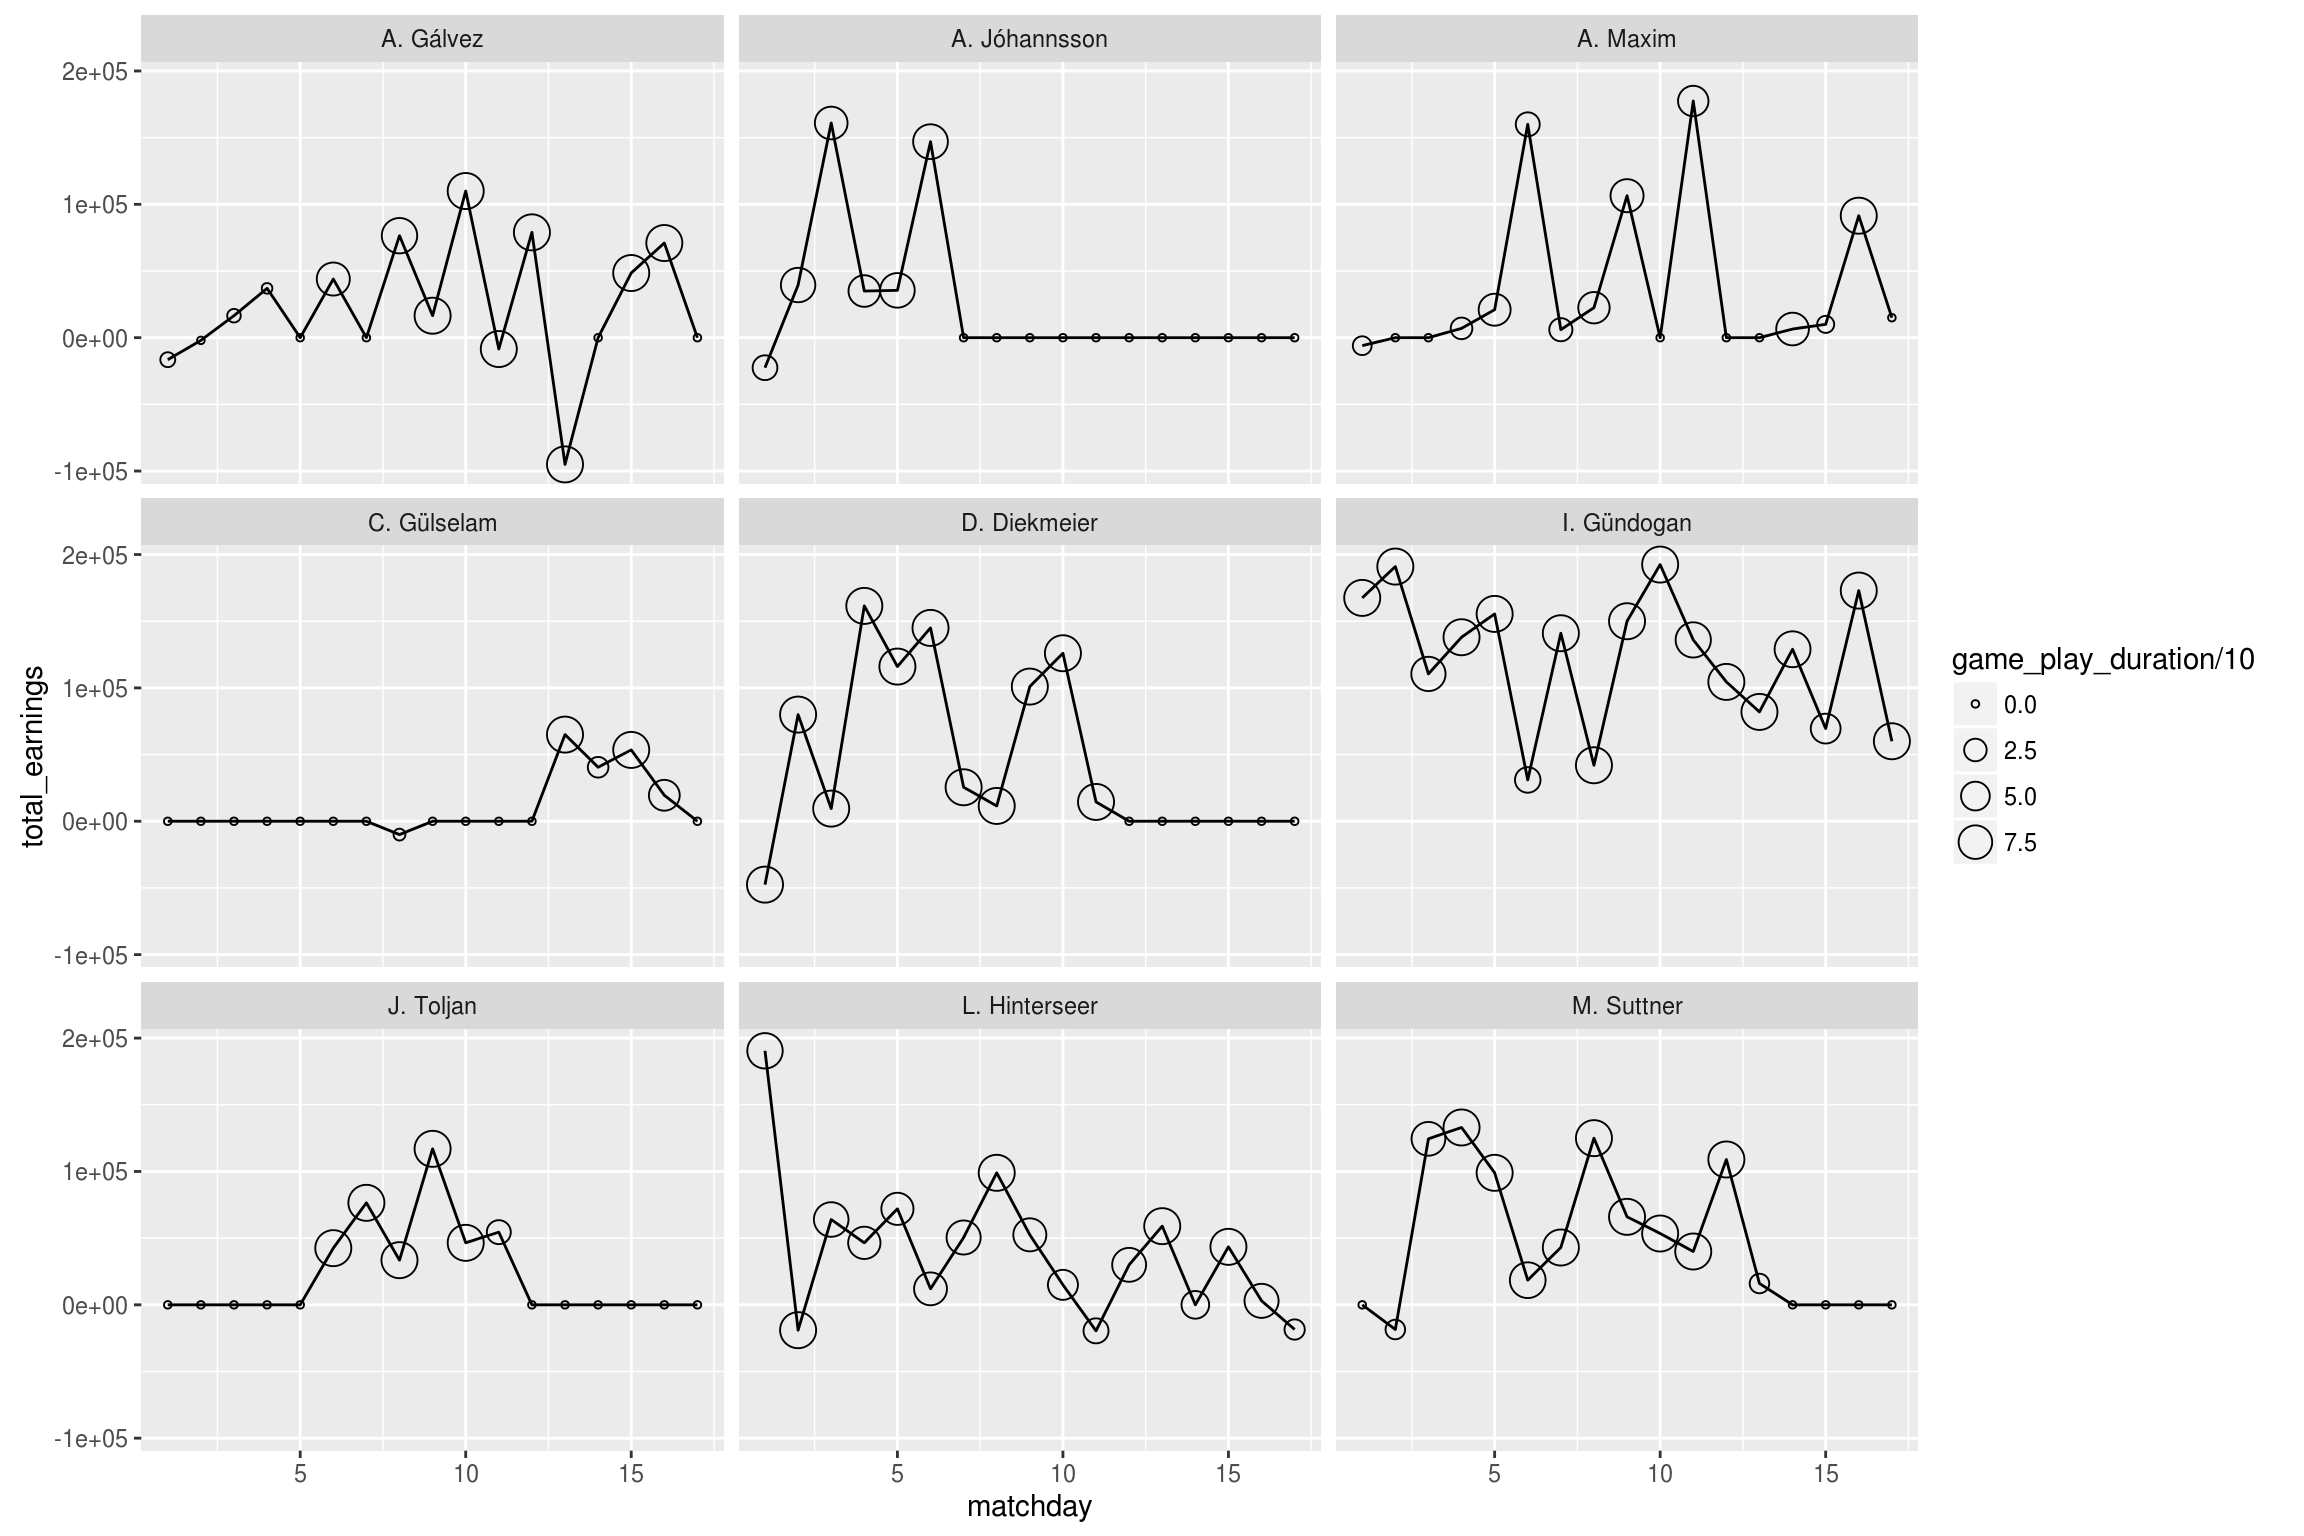 A. Gálvez
A. Jóhannsson
A. Maxim
2e+05
1e+05
0e+00
-1e+05
C. Gülselam
D. Diekmeier
I. Gündogan
2e+05
1e+05
0e+00
-1e+05
J. Toljan
L. Hinterseer
M. Suttner
2e+05
1e+05
0e+00
-1e+05
5 10 15
5 10 15
5 10 15
matchday
total_earnings
game_play_duration/10
0.0
2.5
5.0
7.5